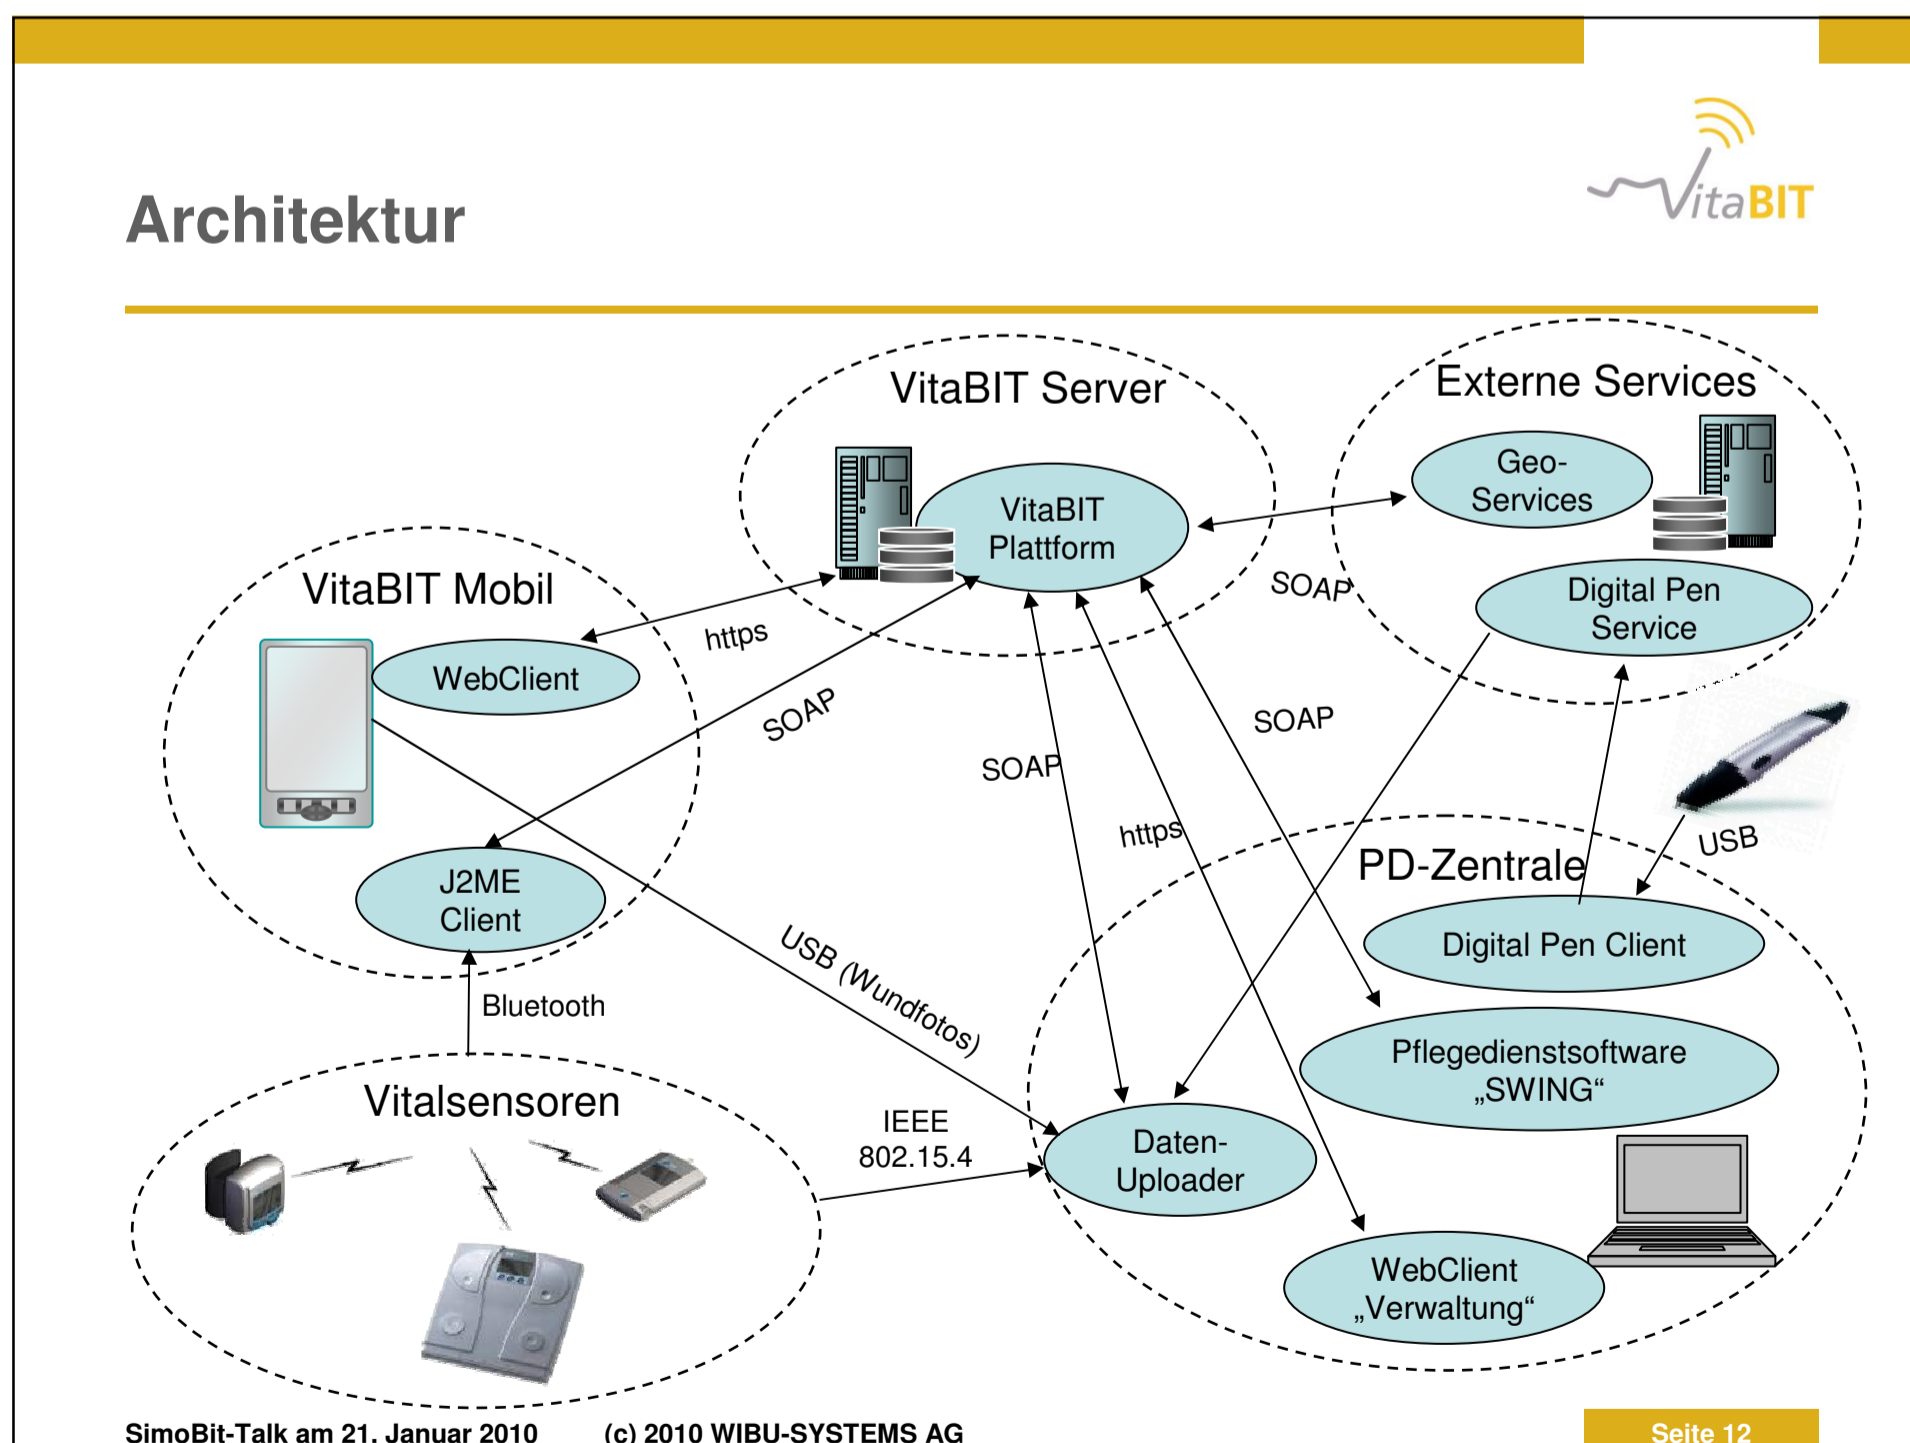 VitaBIT
Architektur
VitaBIT Server
Externe Services
Geo-
Services
VitaBIT
Plattform
SOAP
Digital Pen
Service
VitaBIT Mobil
https
WebClient
SOAP
SOAP
SOAP
https
USB
PD-Zentrale
J2ME
Client
Digital Pen Client
USB (Wundfotos)
Bluetooth
Pflegedienstsoftware
„SWING“
Vitalsensoren
IEEE
802.15.4
Daten-
Uploader
WebClient
„Verwaltung“
SimoBit-Talk am 21. Januar 2010
(c) 2010 WIBU-SYSTEMS AG
Seite 12